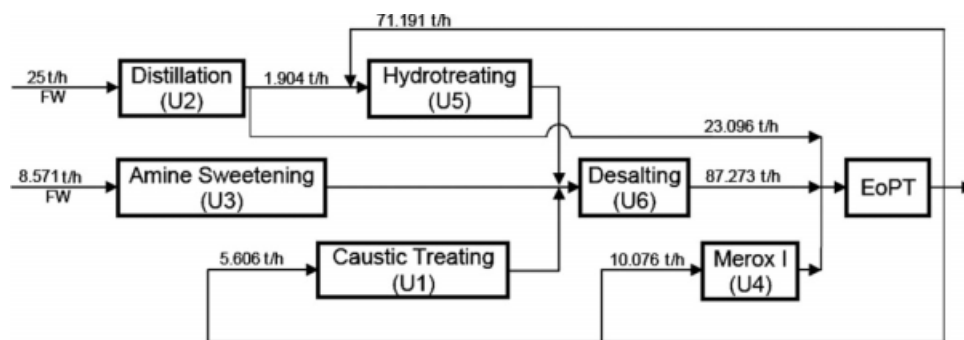 71.191 t/h
25 t/h
FW
Distillation
(U2)
1.904 t/h
Hydrotreating
(U5)
23.096 t/h
8.571 t/h
FW
Amine Sweetening
(U3)
Desalting
(U6)
87.273 t/h
EoPT
5.606 t/h
Caustic Treating
(U1)
10.076 t/h
Merox I
(U4)